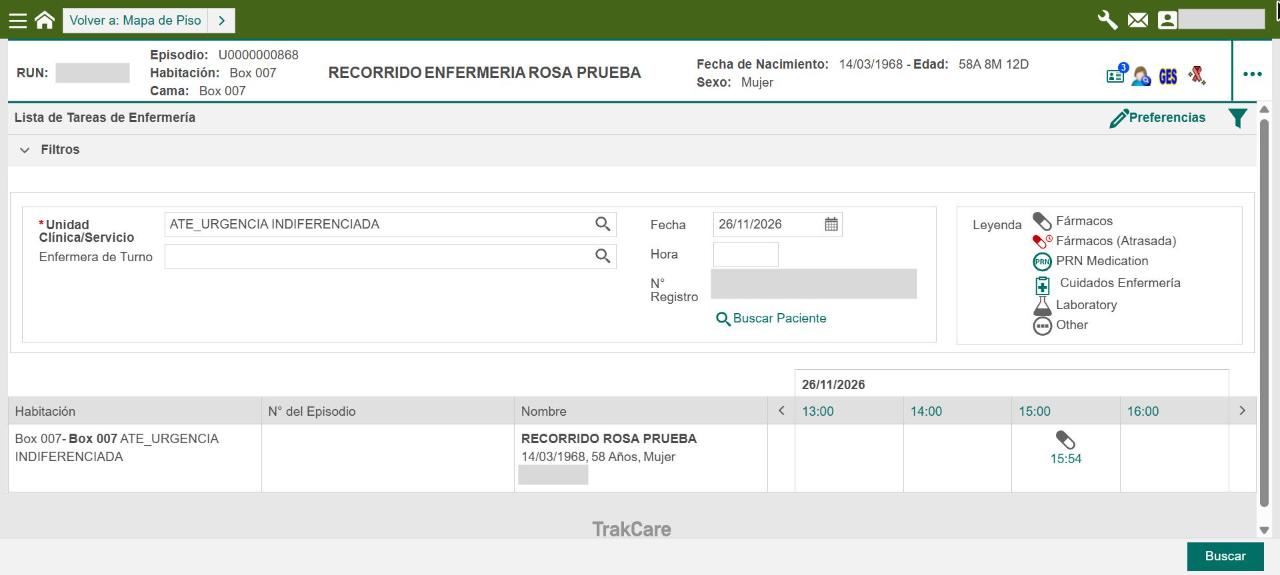 Volver a: Mapa de Piso
RUN:
Episodio: U0000000868
Habitación: Box 007
Cama: Box 007
RECORRIDO ENFERMERIA ROSA PRUEBA
Fecha de Nacimiento: 14/03/1968 - Edad: 58A 8M 12D
Sexo: Mujer
3
GES
Lista de Tareas de Enfermería
Preferencias
Filtros
*Unidad Clínica/Servicio
ATE_URGENCIA INDIFERENCIADA
Enfermera de Turno
Fecha
26/11/2026
Hora
N° Registro
Buscar Paciente
Leyenda
Fármacos
Fármacos (Atrasada)
PRN
PRN Medication
Cuidados Enfermería
Laboratory
Other
26/11/2026
Habitación
N° del Episodio
Nombre
13:00
14:00
15:00
16:00
Box 007- Box 007 ATE_URGENCIA
INDIFERENCIADA
RECORRIDO ROSA PRUEBA
14/03/1968, 58 Años, Mujer
15:54
TrakCare
Buscar